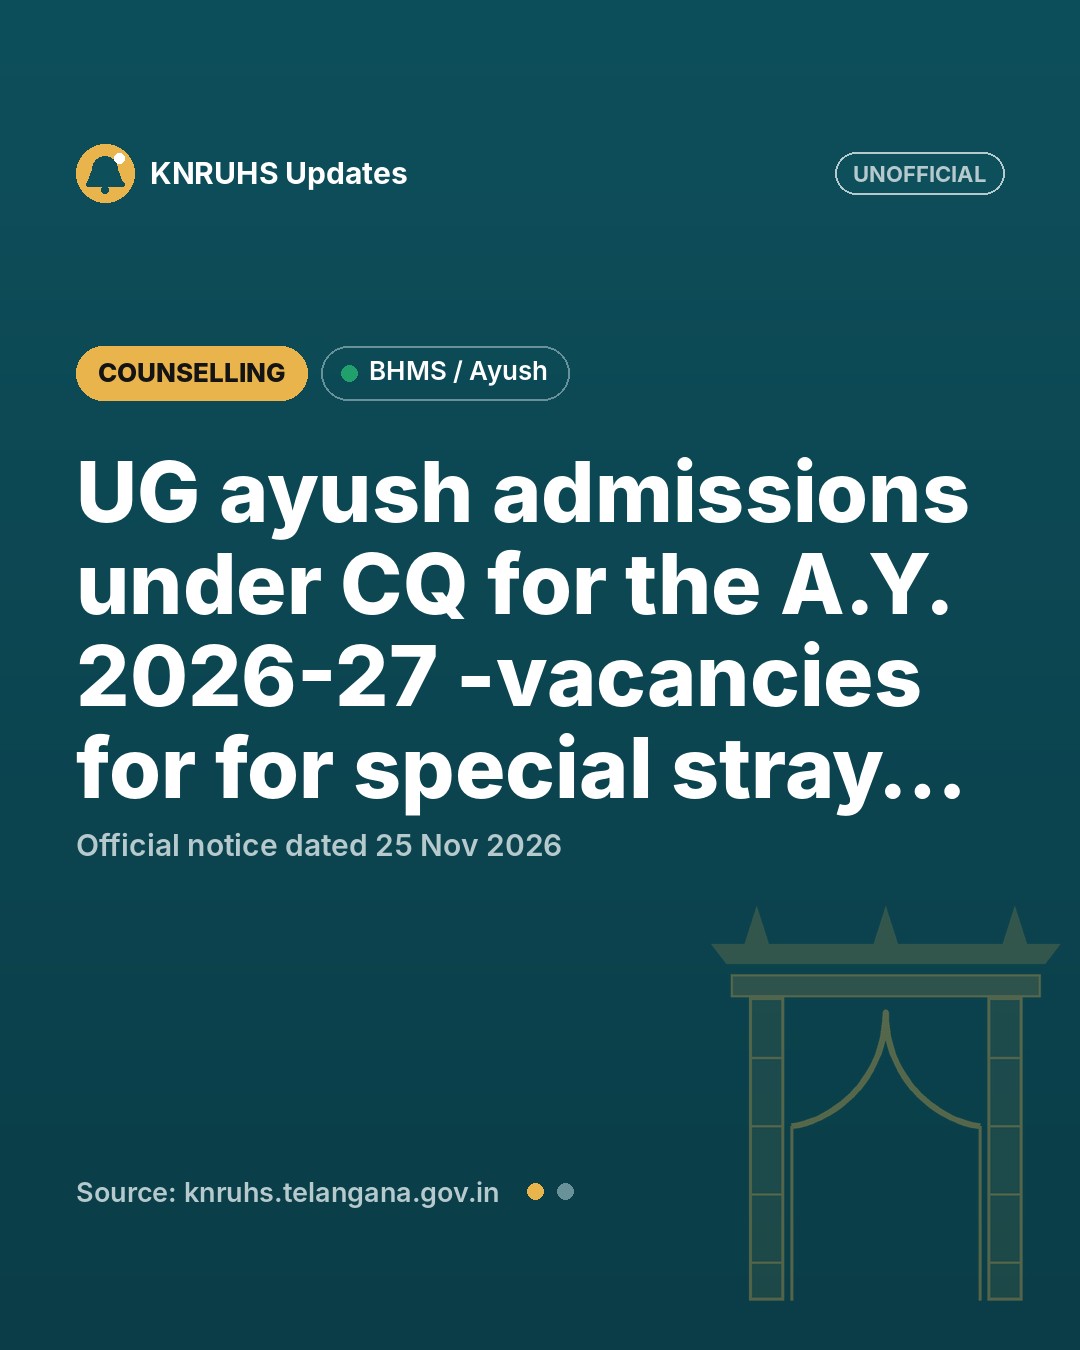 KNRUHS Updates
UNOFFICIAL
COUNSELLING
BHMS / Ayush
UG ayush admissions
under CQ for the A.Y.
2026-27 -vacancies
for for special stray...
Official notice dated 25 Nov 2026
Source: knruhs.telangana.gov.in